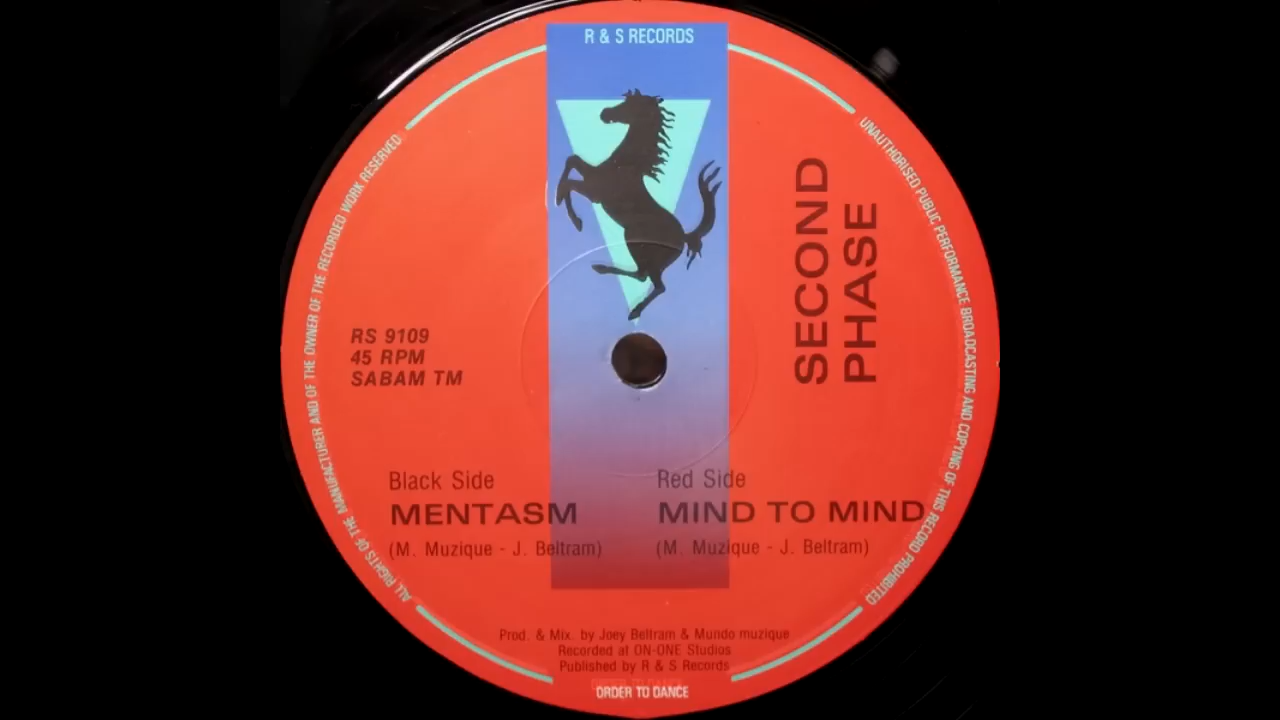 R & S RECORDS
ALL RIGHTS OF THE MANUFACTURER AND OF THE OWNER OF THE RECORDED WORK RESERVED
UNAUTHORISED PUBLIC PERFORMANCE BROADCASTING AND COPYING OF THIS RECORD PROHIBITED
SECOND
PHASE
RS 9109
45 RPM
SABAM TM
Black Side
MENTASM
(M. Muzique - J. Beltram)
Red Side
MIND TO MIND
(M. Muzique - J. Beltram)
Prod. & Mix. by Joey Beltram & Mundo muzique
Recorded at ON-ONE Studios
Published by R & S Records
ORDER TO DANCE